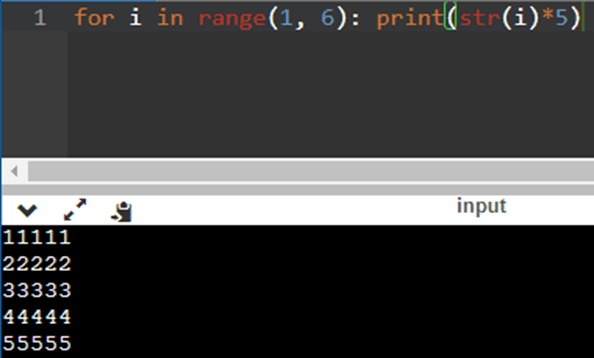 1 for i in range(1, 6): print(str(i)*5)
input
11111
22222
33333
44444
55555